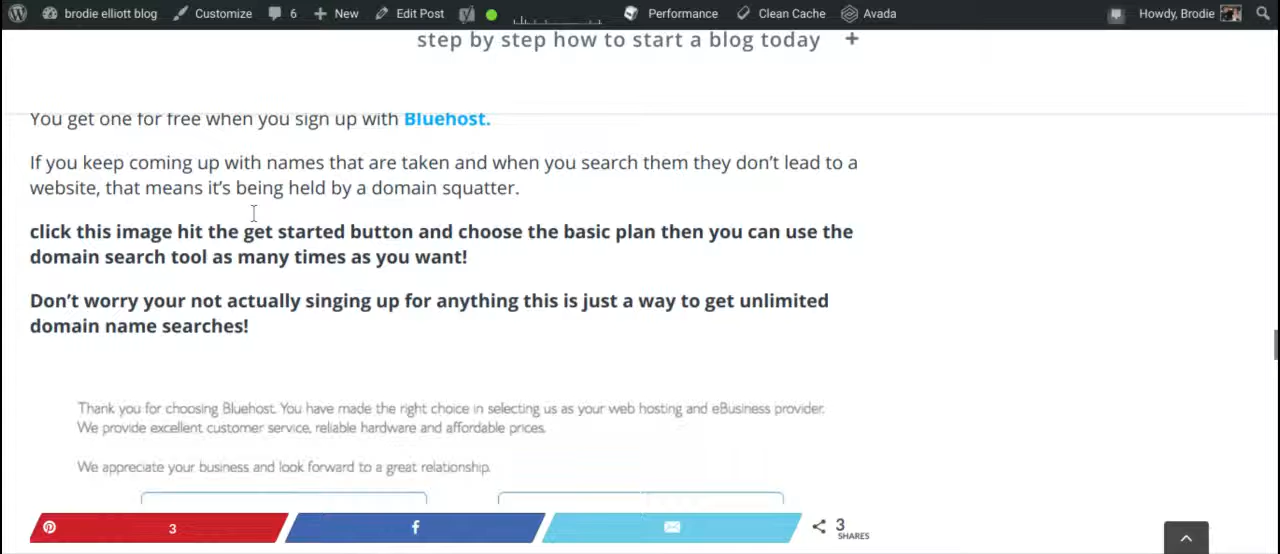 brodie elliott blog Customize 6 New Edit Post Performance Clean Cache Avada Howdy, Brodie
step by step how to start a blog today +
You get one for free when you sign up with Bluehost.
If you keep coming up with names that are taken and when you search them they don't lead to a
website, that means it's being held by a domain squatter.
click this image hit the get started button and choose the basic plan then you can use the
domain search tool as many times as you want!
Don't worry your not actually singing up for anything this is just a way to get unlimited
domain name searches!
Thank you for choosing Bluehost. You have made the right choice in selecting us as your web hosting and eBusiness provider.
We provide excellent customer service, reliable hardware and affordable prices.
We appreciate your business and look forward to a great relationship.
3 3
SHARES